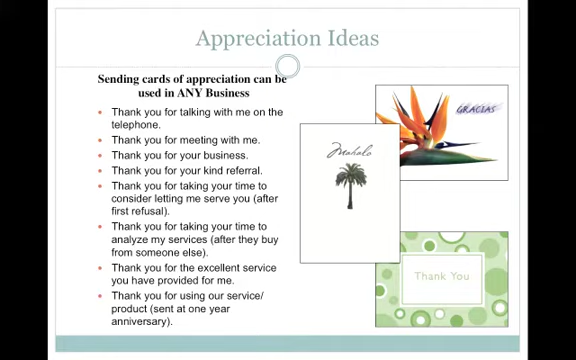 Appreciation Ideas
Sending cards of appreciation can be
used in ANY Business
• Thank you for talking with me on the
telephone.
• Thank you for meeting with me.
• Thank you for your business.
• Thank you for your kind referral.
• Thank you for taking your time to
consider letting me serve you (after
first refusal).
• Thank you for taking your time to
analyze my services (after they buy
from someone else).
• Thank you for the excellent service
you have provided for me.
• Thank you for using our service/
product (sent at one year
anniversary).
GRACIAS
Mahalo
Thank You